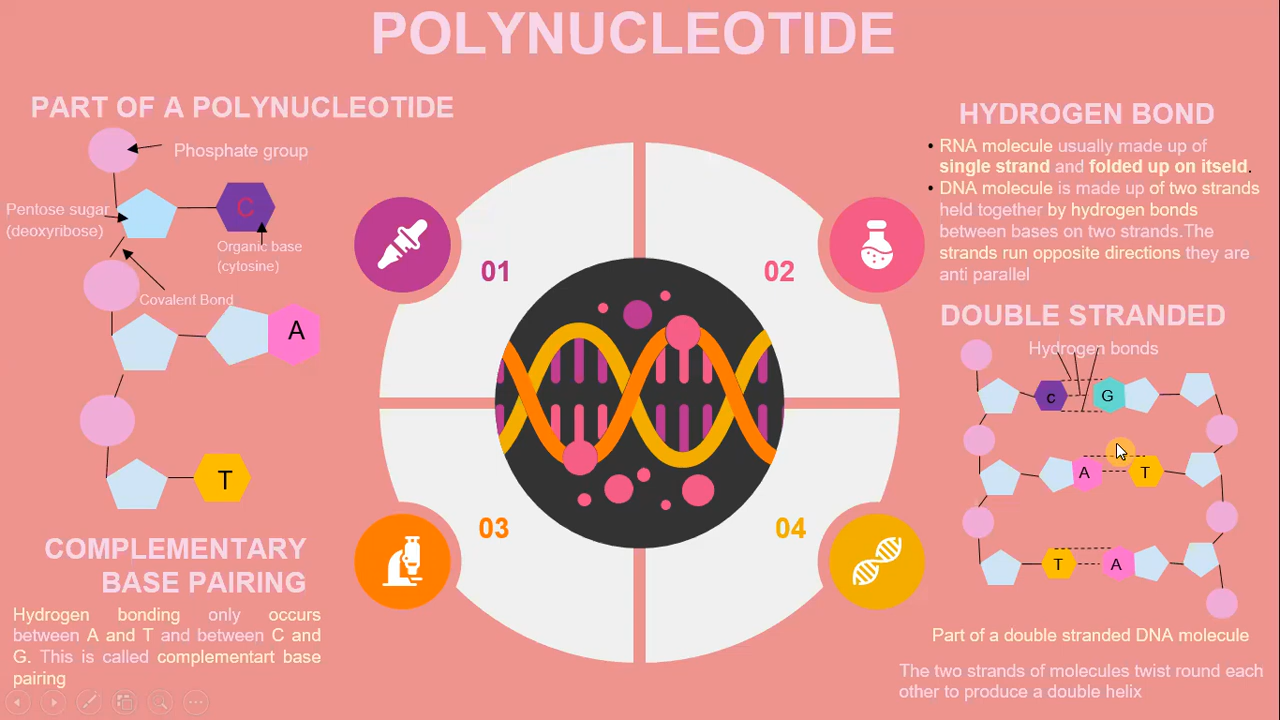 POLYNUCLEOTIDE
PART OF A POLYNUCLEOTIDE
Phosphate group
C
Pentose sugar
(deoxyribose)
Organic base
(cytosine)
Covalent Bond
A
T
COMPLEMENTARY
BASE PAIRING
Hydrogen bonding only occurs
between A and T and between C and
G. This is called complementart base
pairing
01
02
03
04
HYDROGEN BOND
• RNA molecule usually made up of
single strand and folded up on itseld.
• DNA molecule is made up of two strands
held together by hydrogen bonds
between bases on two strands.The
strands run opposite directions they are
anti parallel
DOUBLE STRANDED
Hydrogen bonds
c G
A T
T A
Part of a double stranded DNA molecule
The two strands of molecules twist round each
other to produce a double helix